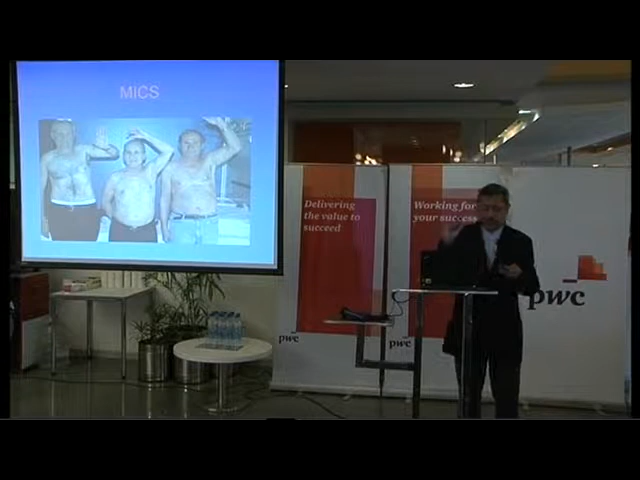 MICS
Delivering
the value to
succeed
Working for
your success
pwc
pwc
pwc